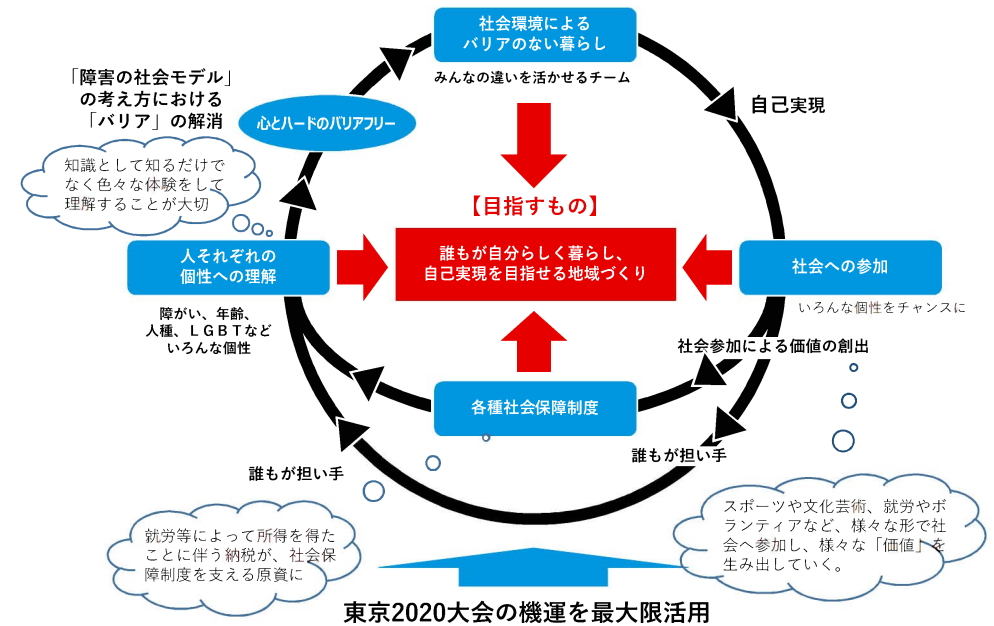 社会環境による
バリアのない暮らし
みんなの違いを活かせるチーム
「障害の社会モデル」
の考え方における
「バリア」の解消
心とハードのバリアフリー
自己実現
知識として知るだけで
なく色々な体験をして
理解することが大切
【目指すもの】
誰もが自分らしく暮らし、
自己実現を目指せる地域づくり
人それぞれの
個性への理解
障がい、年齢、
人種、ＬＧＢＴなど
いろんな個性
社会への参加
いろんな個性をチャンスに
社会参加による価値の創出
各種社会保障制度
誰もが担い手
誰もが担い手
就労等によって所得を得た
ことに伴う納税が、社会保
障制度を支える原資に
スポーツや文化芸術、就労やボ
ランティアなど、様々な形で社
会へ参加し、様々な「価値」を
生み出していく。
東京2020大会の機運を最大限活用